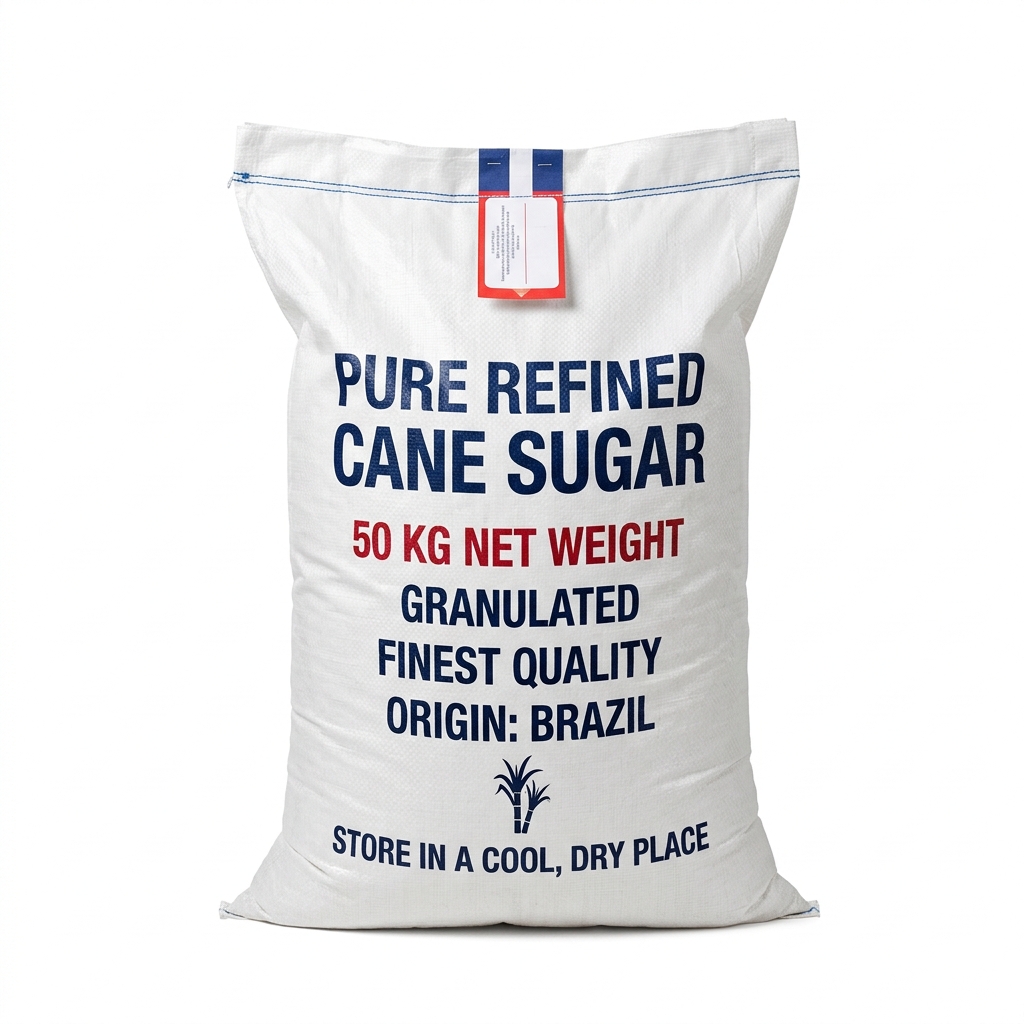 PURE REFINED
CANE SUGAR
50 KG NET WEIGHT
GRANULATED
FINEST QUALITY
ORIGIN: BRAZIL
STORE IN A COOL, DRY PLACE